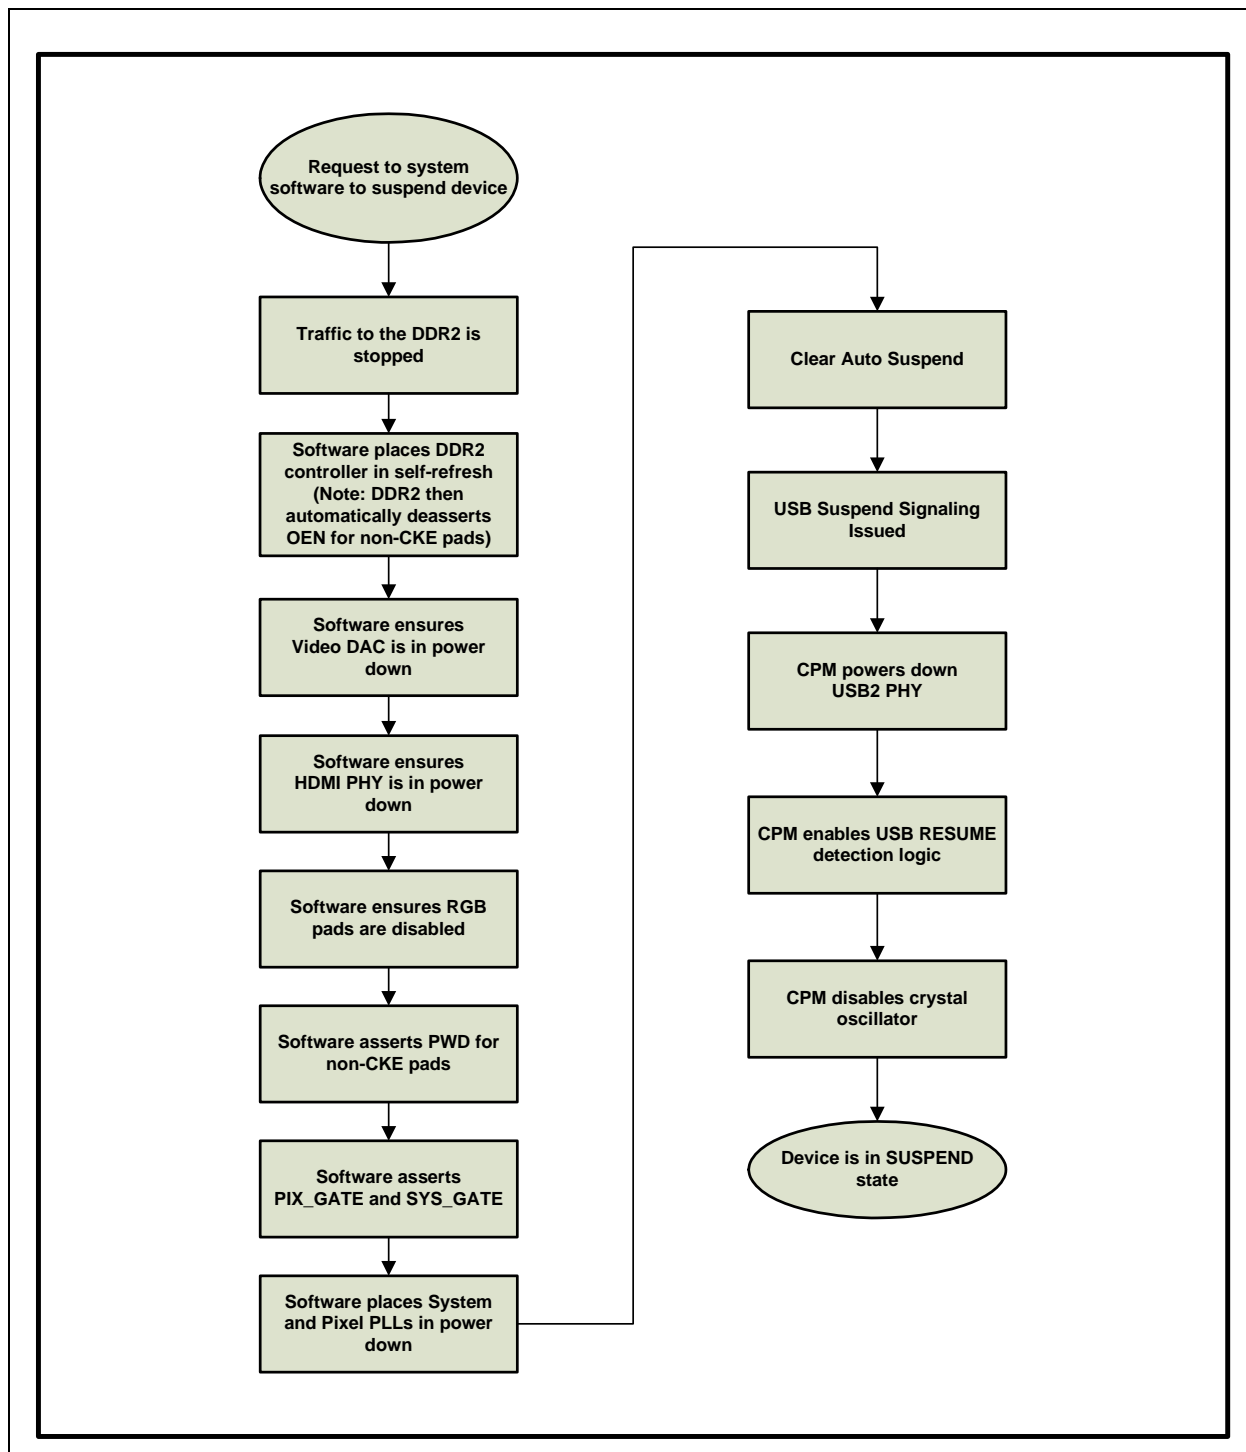 Request to system
software to suspend device
Traffic to the DDR2 is
stopped
Software places DDR2
controller in self-refresh
(Note: DDR2 then
automatically deasserts
OEN for non-CKE pads)
Software ensures
Video DAC is in power
down
Software ensures
HDMI PHY is in power
down
Software ensures RGB
pads are disabled
Software asserts PWD for
non-CKE pads
Software asserts
PIX_GATE and SYS_GATE
Software places System
and Pixel PLLs in power
down
Clear Auto Suspend
USB Suspend Signaling
Issued
CPM powers down
USB2 PHY
CPM enables USB RESUME
detection logic
CPM disables crystal
oscillator
Device is in SUSPEND
state